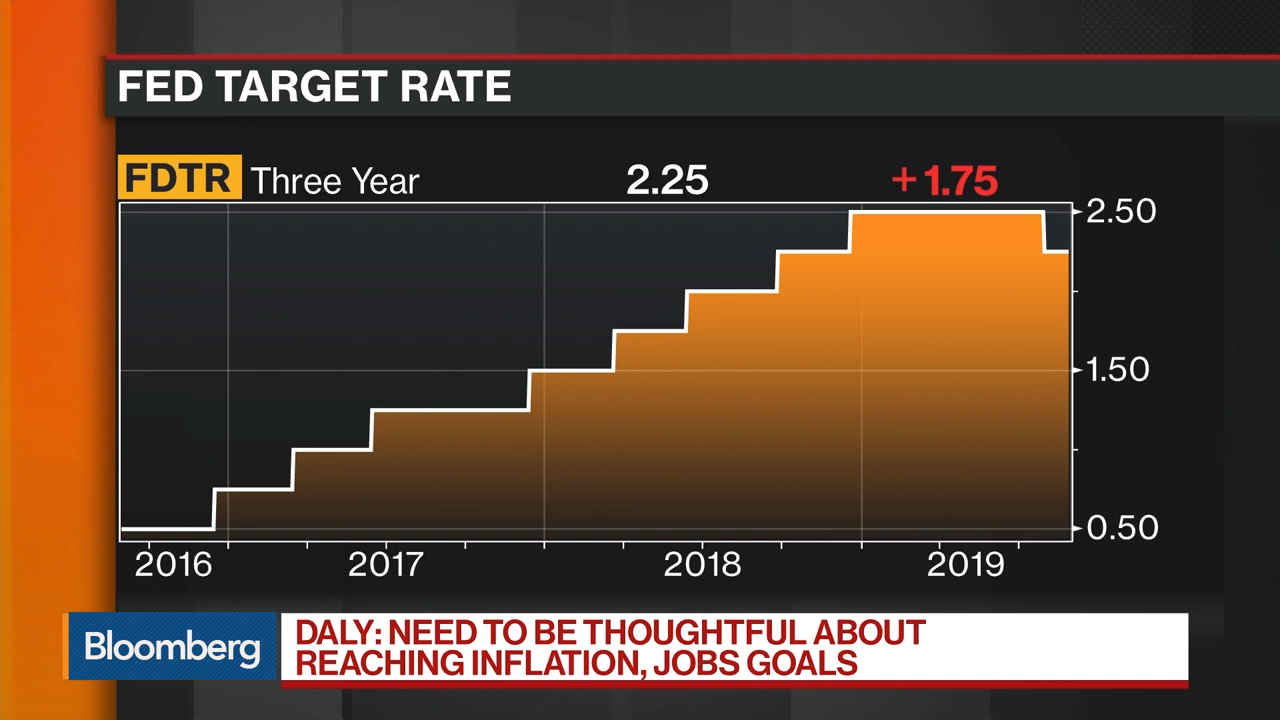 FED TARGET RATE
FDTR Three Year 2.25 +1.75
2.50
1.50
0.50
2016 2017 2018 2019
Bloomberg
DALY: NEED TO BE THOUGHTFUL ABOUT
REACHING INFLATION, JOBS GOALS